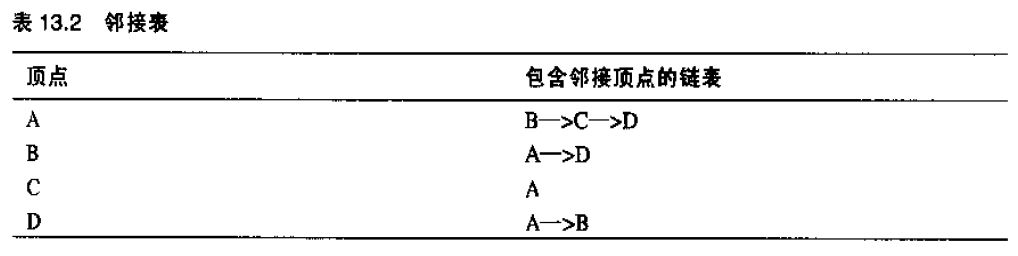 表 13.2 邻接表
顶点 包含邻接顶点的链表
A B—>C—>D
B A—>D
C A
D A—>B